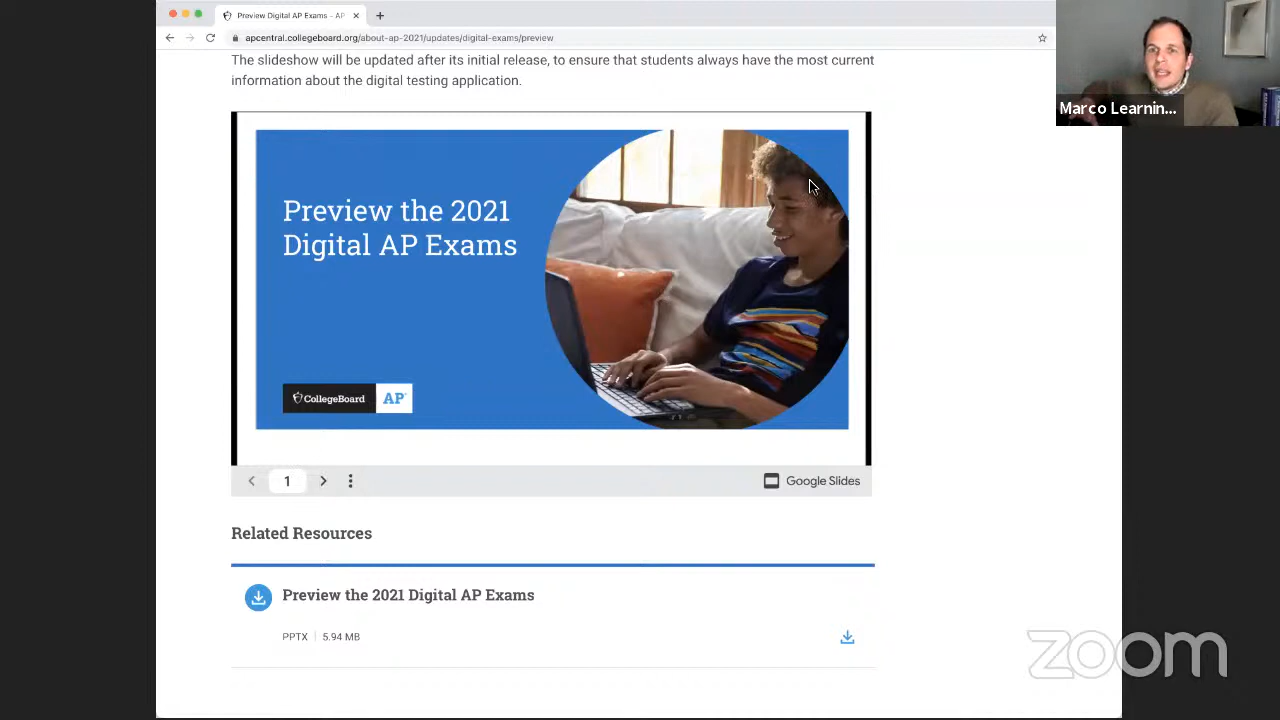 Preview Digital AP Exams - AP
apcentral.collegeboard.org/about-ap-2021/updates/digital-exams/preview
Marco Learnin...
The slideshow will be updated after its initial release, to ensure that students always have the most current
information about the digital testing application.
Preview the 2021
Digital AP Exams
CollegeBoard AP
1
Google Slides
Related Resources
Preview the 2021 Digital AP Exams
PPTX | 5.94 MB
zoom